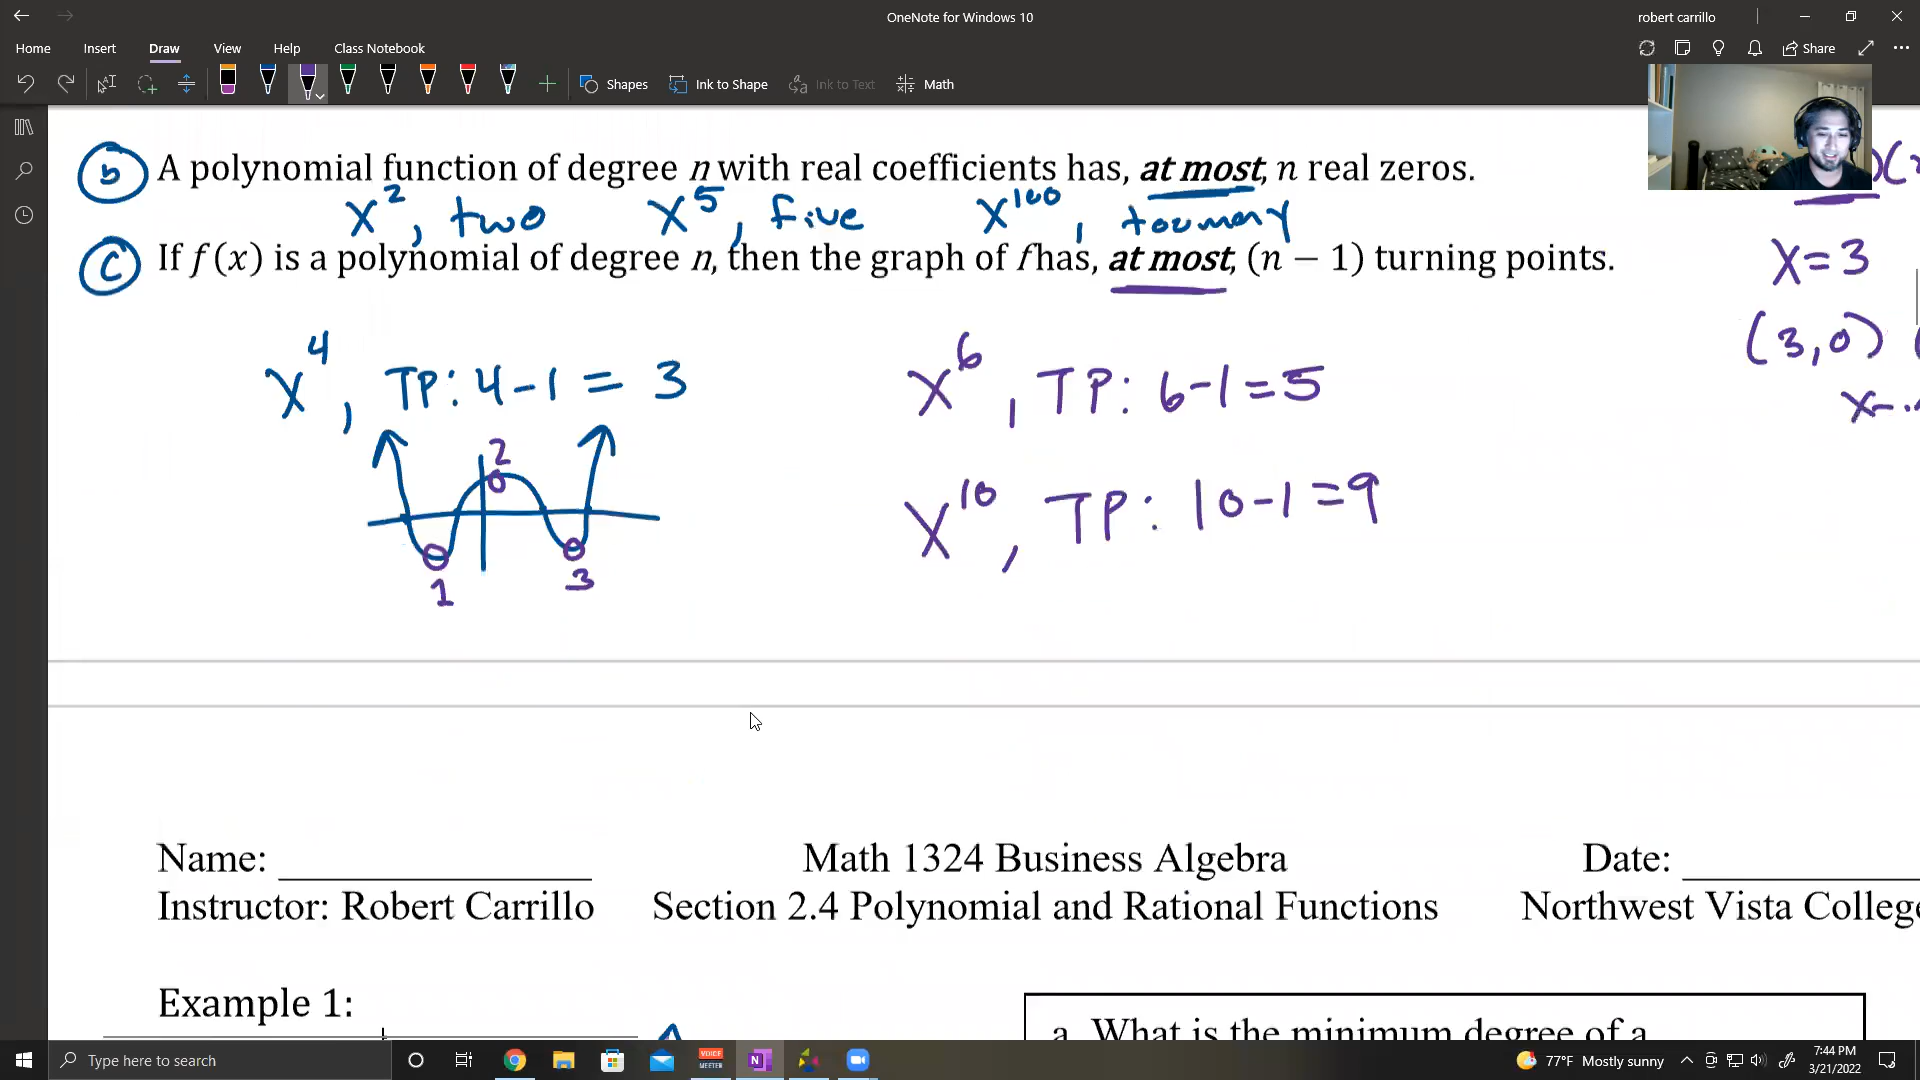 OneNote for Windows 10
robert carrillo
Home Insert Draw View Help Class Notebook
Share
Shapes Ink to Shape Ink to Text Math
b A polynomial function of degree n with real coefficients has, at most, n real zeros.
x², two x⁵, five x¹⁰⁰, toomany
c If f(x) is a polynomial of degree n, then the graph of f has, at most, (n − 1) turning points.
x=3
(3,0)
x⁴, TP: 4-1 = 3
x⁶, TP: 6-1=5
2
x¹⁰, TP: 10-1=9
1 3
Name:
Math 1324 Business Algebra
Date:
Instructor: Robert Carrillo
Section 2.4 Polynomial and Rational Functions
Northwest Vista College
Example 1:
a. What is the minimum degree of a
Type here to search
VOICE
MEETER
77°F Mostly sunny
7:44 PM
3/21/2022